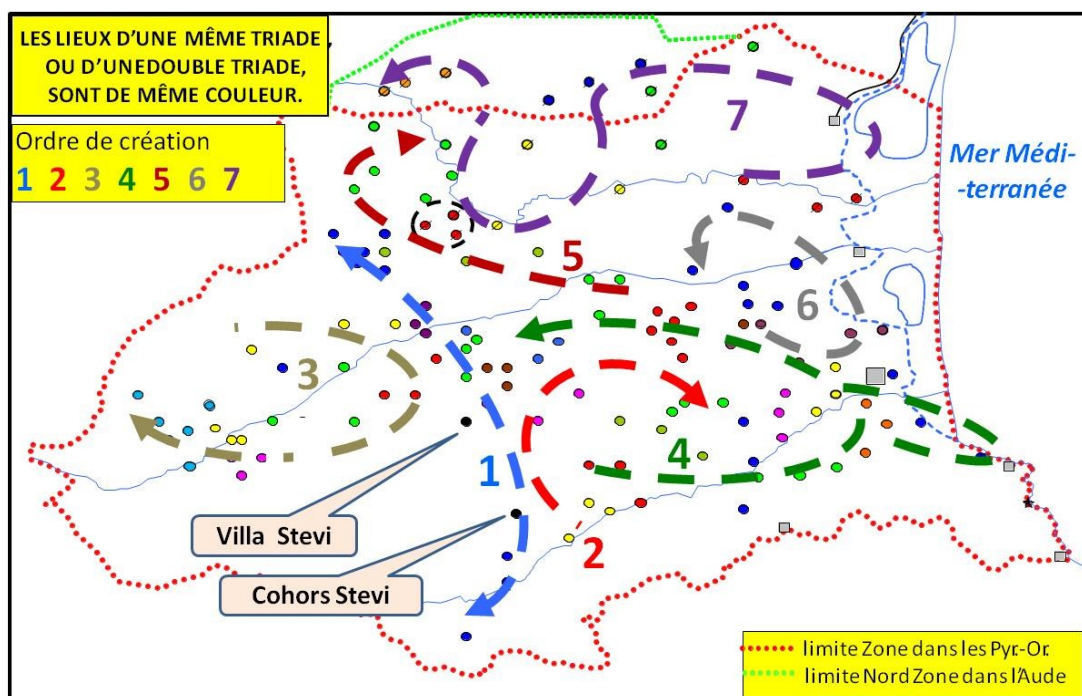 LES LIEUX D'UNE MÊME TRIADE,
OU D'UNEDOUBLE TRIADE,
SONT DE MÊME COULEUR.
Ordre de création
1 2 3 4 5 6 7
7
Mer Médi-
-terranée
5
6
3
4
1
Villa Stevi
2
Cohors Stevi
limite Zone dans les Pyr.-Or.
limite Nord Zone dans l'Aude